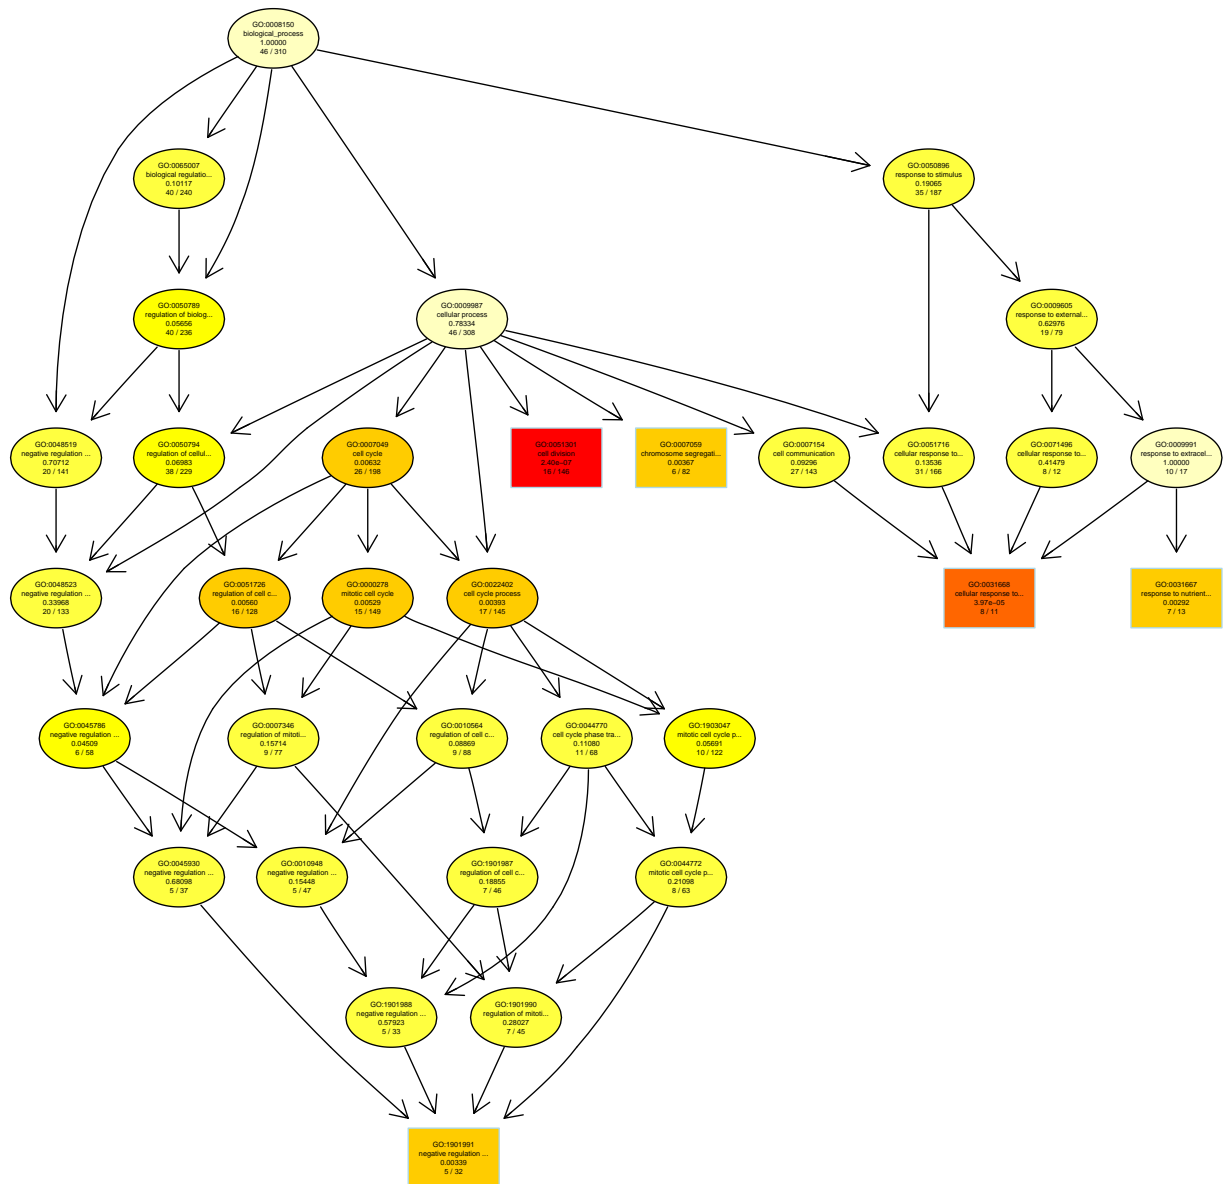 GO:0008150
biological_process
1.00000
46 / 310
GO:0065007
biological regulatio...
0.10117
40 / 240
GO:0050896
response to stimulus
0.19065
35 / 187
GO:0050789
regulation of biolog...
0.05656
40 / 236
GO:0009987
cellular process
0.78334
46 / 308
GO:0009605
response to external...
0.62976
19 / 79
GO:0048519
negative regulation ...
0.70712
20 / 141
GO:0050794
regulation of cellul...
0.06983
38 / 229
GO:0007049
cell cycle
0.00632
26 / 198
GO:0051301
cell division
2.40e-07
16 / 146
GO:0007059
chromosome segregati...
0.00367
6 / 82
GO:0007154
cell communication
0.09296
27 / 143
GO:0051716
cellular response to...
0.13536
31 / 166
GO:0071496
cellular response to...
0.41479
8 / 12
GO:0009991
response to extracel...
1.00000
10 / 17
GO:0048523
negative regulation ...
0.33968
20 / 133
GO:0051726
regulation of cell c...
0.00560
16 / 128
GO:0000278
mitotic cell cycle
0.00529
15 / 149
GO:0022402
cell cycle process
0.00393
17 / 145
GO:0031668
cellular response to...
3.97e-05
8 / 11
GO:0031667
response to nutrient...
0.00292
7 / 13
GO:0045786
negative regulation ...
0.04509
6 / 58
GO:0007346
regulation of mitoti...
0.15714
9 / 77
GO:0010564
regulation of cell c...
0.08869
9 / 88
GO:0044770
cell cycle phase tra...
0.11080
11 / 68
GO:1903047
mitotic cell cycle p...
0.05691
10 / 122
GO:0045930
negative regulation ...
0.68098
5 / 37
GO:0010948
negative regulation ...
0.15448
5 / 47
GO:1901987
regulation of cell c...
0.18855
7 / 46
GO:0044772
mitotic cell cycle p...
0.21098
8 / 63
GO:1901988
negative regulation ...
0.57923
5 / 33
GO:1901990
regulation of mitoti...
0.28027
7 / 45
GO:1901991
negative regulation ...
0.00339
5 / 32